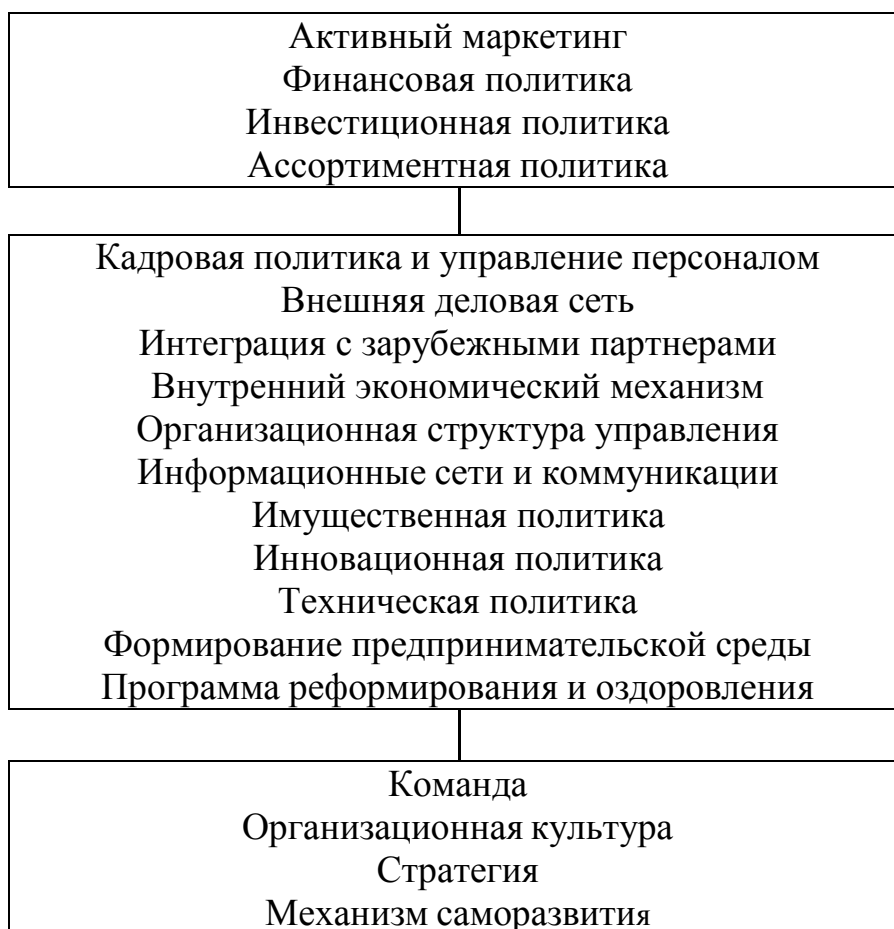 Активный маркетинг
Финансовая политика
Инвестиционная политика
Ассортиментная политика
Кадровая политика и управление персоналом
Внешняя деловая сеть
Интеграция с зарубежными партнерами
Внутренний экономический механизм
Организационная структура управления
Информационные сети и коммуникации
Имущественная политика
Инновационная политика
Техническая политика
Формирование предпринимательской среды
Программа реформирования и оздоровления
Команда
Организационная культура
Стратегия
Механизм саморазвития